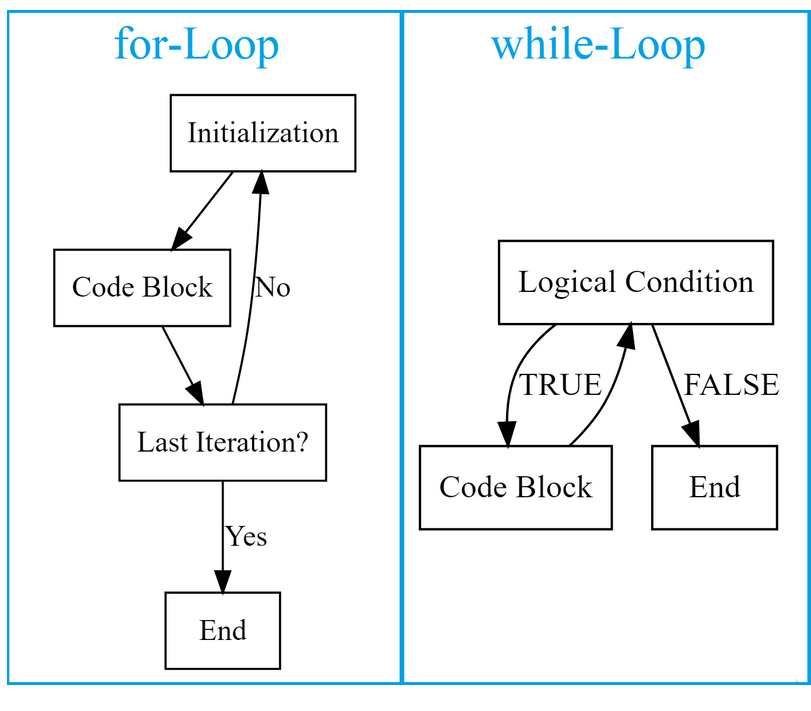 for-Loop
Initialization
Code Block
No
Last Iteration?
Yes
End
while-Loop
Logical Condition
TRUE
FALSE
Code Block
End